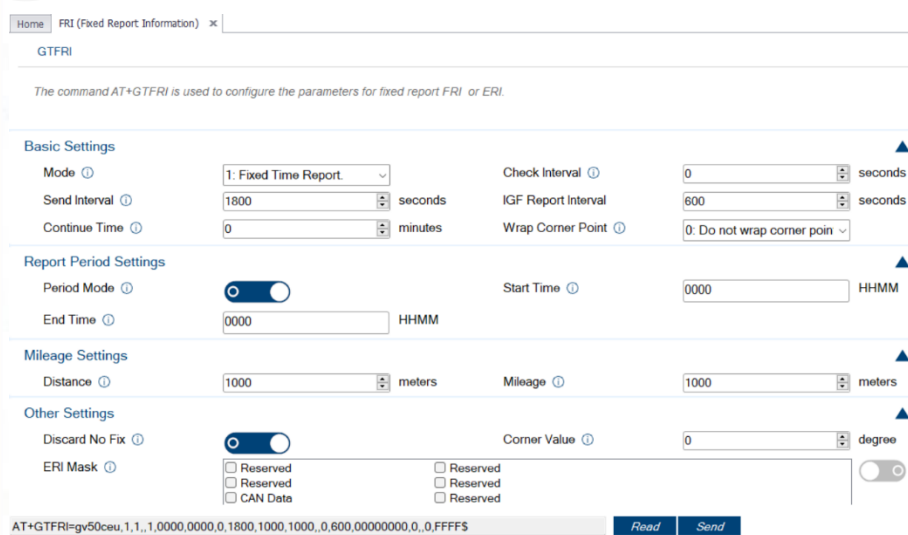 Home FRI (Fixed Report Information) ×
GTFRI
The command AT+GTFRI is used to configure the parameters for fixed report FRI or ERI.
Basic Settings
Mode 1: Fixed Time Report. Check Interval 0 seconds
Send Interval 1800 seconds IGF Report Interval 600 seconds
Continue Time 0 minutes Wrap Corner Point 0: Do not wrap corner poin
Report Period Settings
Period Mode Start Time 0000 HHMM
End Time 0000 HHMM
Mileage Settings
Distance 1000 meters Mileage 1000 meters
Other Settings
Discard No Fix Corner Value 0 degree
ERI Mask Reserved Reserved
Reserved Reserved
CAN Data Reserved
AT+GTFRI=gv50ceu,1,1,,1,0000,0000,0,1800,1000,1000,,0,600,00000000,0,,0,FFFF$ Read Send